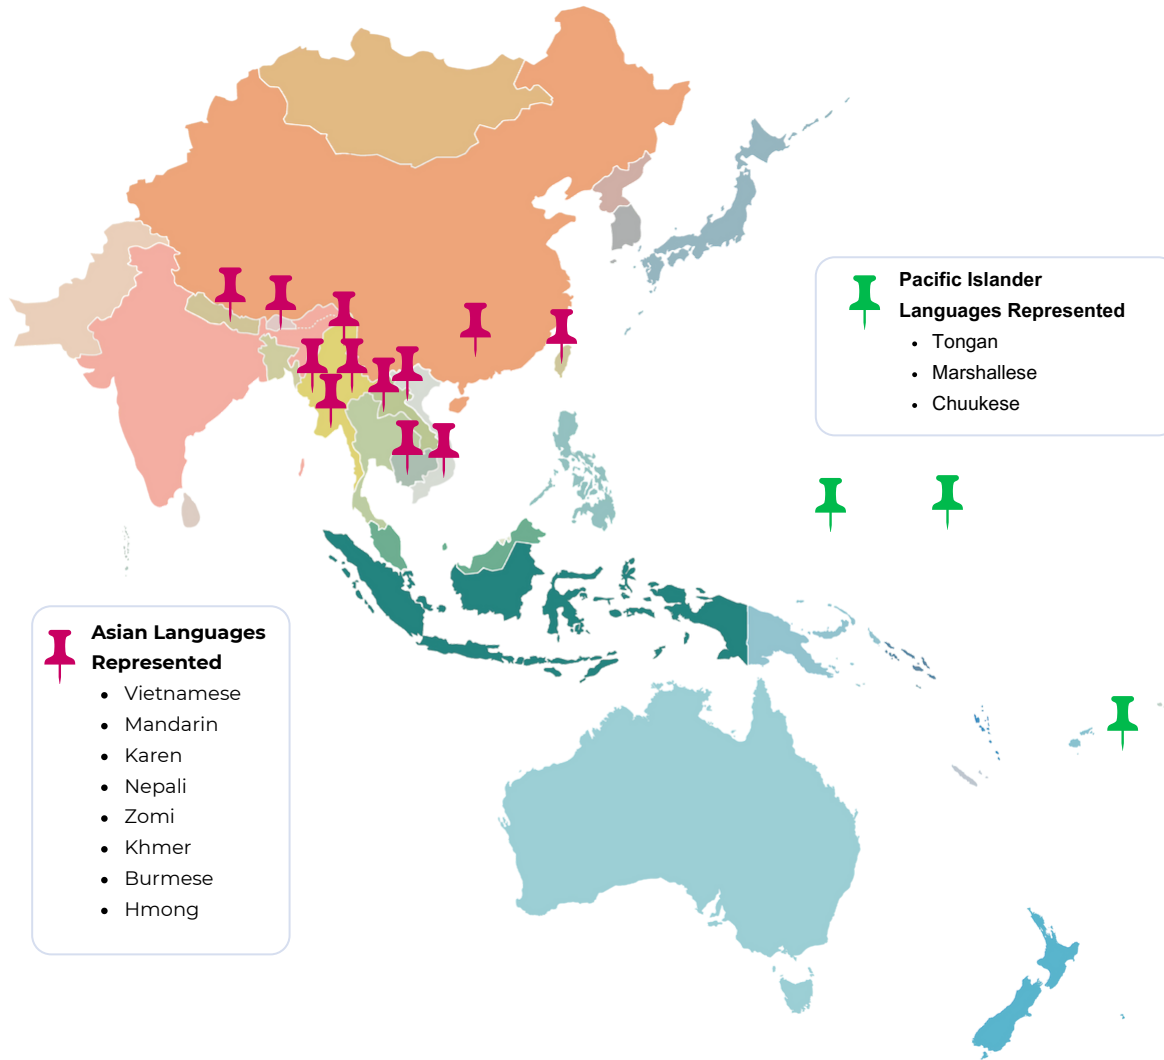 Pacific Islander
Languages Represented
• Tongan
• Marshallese
• Chuukese
Asian Languages
Represented
• Vietnamese
• Mandarin
• Karen
• Nepali
• Zomi
• Khmer
• Burmese
• Hmong